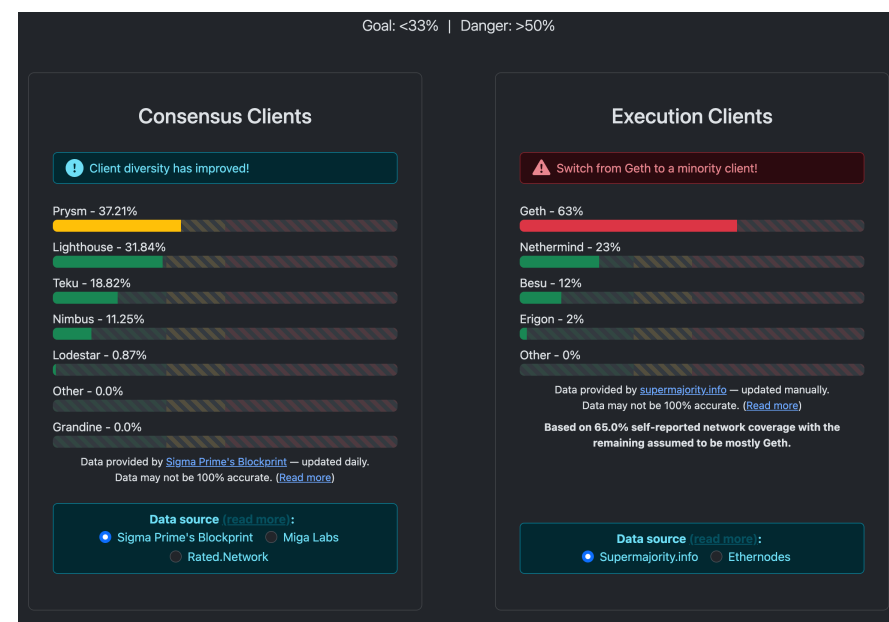 Goal: <33% | Danger: >50%
Consensus Clients
! Client diversity has improved!
Prysm - 37.21%
Lighthouse - 31.84%
Teku - 18.82%
Nimbus - 11.25%
Lodestar - 0.87%
Other - 0.0%
Grandine - 0.0%
Data provided by Sigma Prime's Blockprint — updated daily.
Data may not be 100% accurate. (Read more)
Data source (read more):
Sigma Prime's Blockprint Miga Labs
Rated.Network
Execution Clients
! Switch from Geth to a minority client!
Geth - 63%
Nethermind - 23%
Besu - 12%
Erigon - 2%
Other - 0%
Data provided by supermajority.info — updated manually.
Data may not be 100% accurate. (Read more)
Based on 65.0% self-reported network coverage with the
remaining assumed to be mostly Geth.
Data source (read more):
Supermajority.info Ethernodes